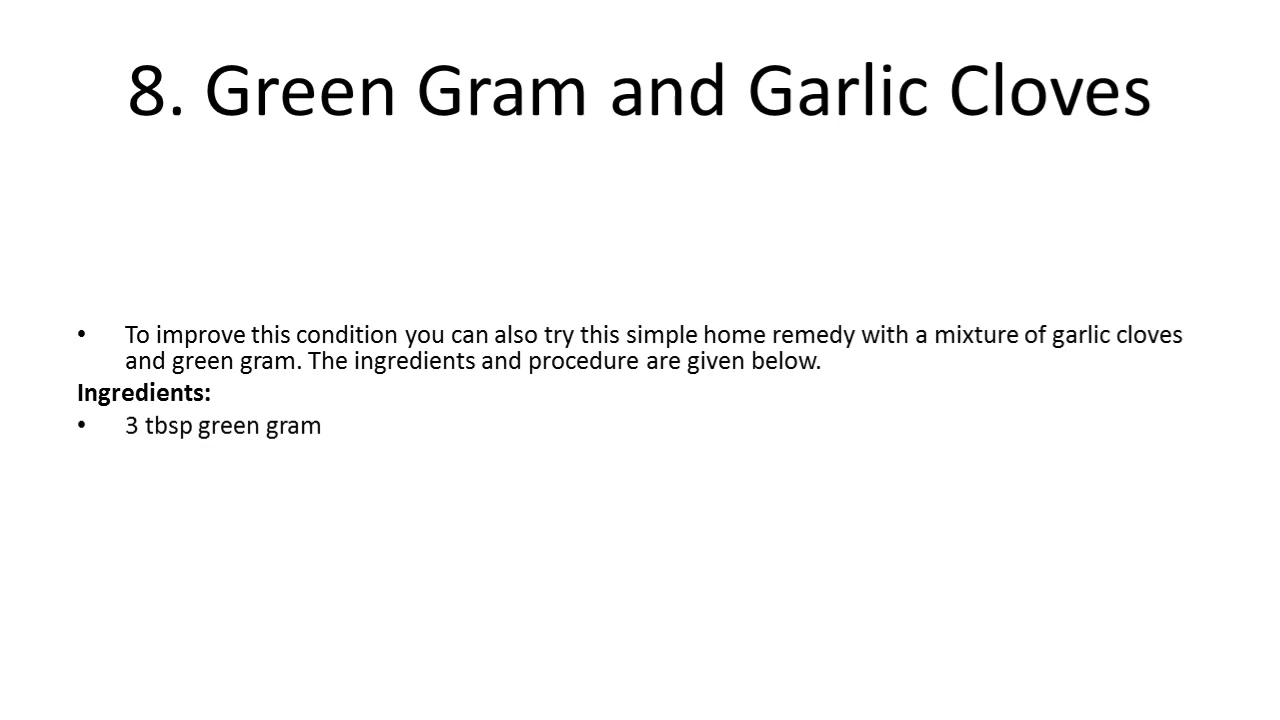 8. Green Gram and Garlic Cloves
• To improve this condition you can also try this simple home remedy with a mixture of garlic cloves
and green gram. The ingredients and procedure are given below.
Ingredients:
• 3 tbsp green gram